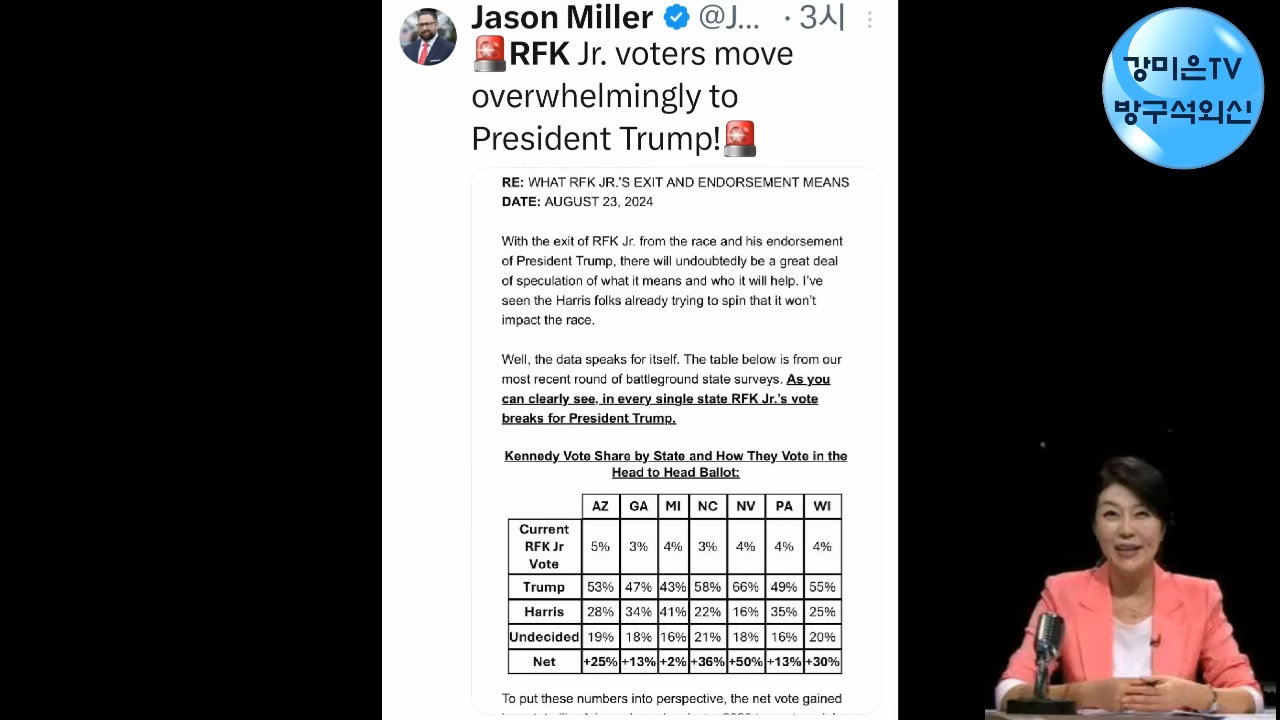 Jason Miller @J... · 3시
🚨RFK Jr. voters move
overwhelmingly to
President Trump!🚨
강미은TV
방구석외신
RE: WHAT RFK JR.'S EXIT AND ENDORSEMENT MEANS
DATE: AUGUST 23, 2024
With the exit of RFK Jr. from the race and his endorsement
of President Trump, there will undoubtedly be a great deal
of speculation of what it means and who it will help. I've
seen the Harris folks already trying to spin that it won't
impact the race.
Well, the data speaks for itself. The table below is from our
most recent round of battleground state surveys. As you
can clearly see, in every single state RFK Jr.'s vote
breaks for President Trump.
Kennedy Vote Share by State and How They Vote in the
Head to Head Ballot:
AZ GA MI NC NV PA WI
Current
RFK Jr
Vote
5% 3% 4% 3% 4% 4% 4%
Trump 53% 47% 43% 58% 66% 49% 55%
Harris 28% 34% 41% 22% 16% 35% 25%
Undecided 19% 18% 16% 21% 18% 16% 20%
Net +25% +13% +2% +36% +50% +13% +30%
To put these numbers into perspective, the net vote gained